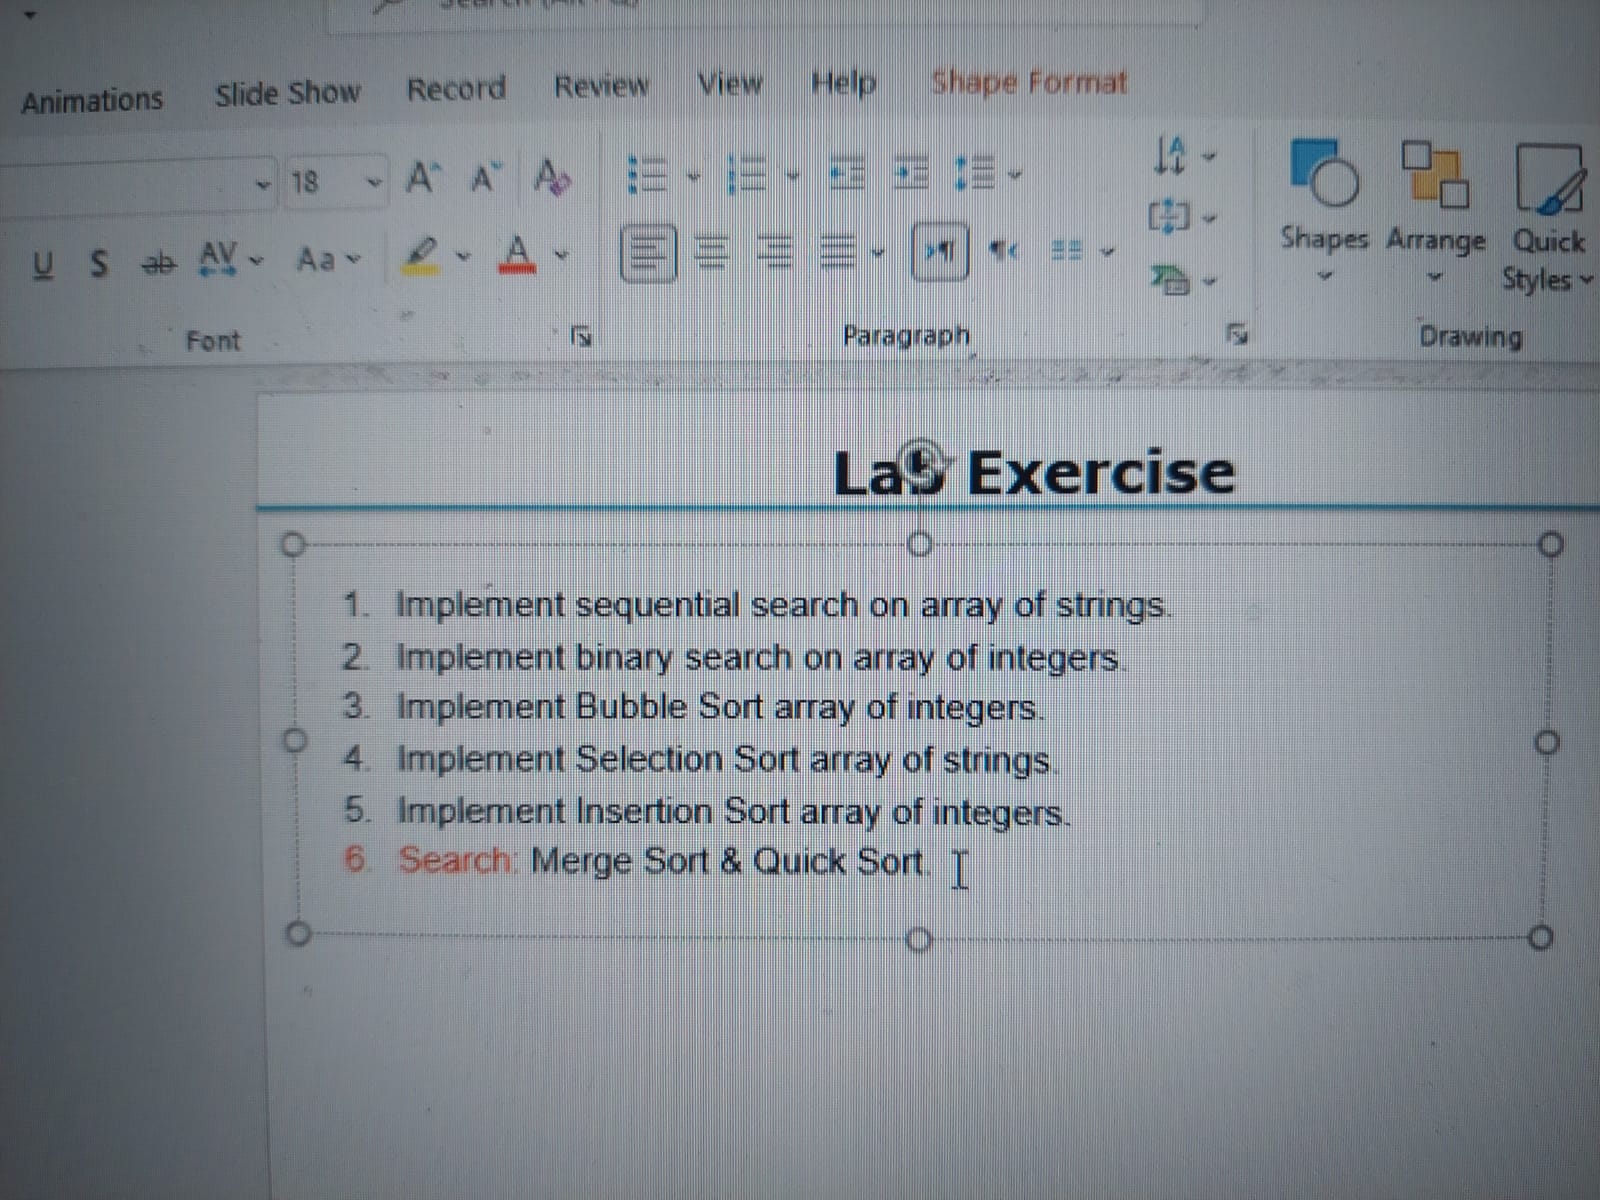 Animations Slide Show Record Review View Help Shape Format
18 A A A
U S ab AV Aa A
Shapes Arrange Quick Styles
Font Paragraph Drawing
Lab Exercise
1. Implement sequential search on array of strings.
2. Implement binary search on array of integers.
3. Implement Bubble Sort array of integers.
4. Implement Selection Sort array of strings.
5. Implement Insertion Sort array of integers.
6. Search: Merge Sort & Quick Sort.